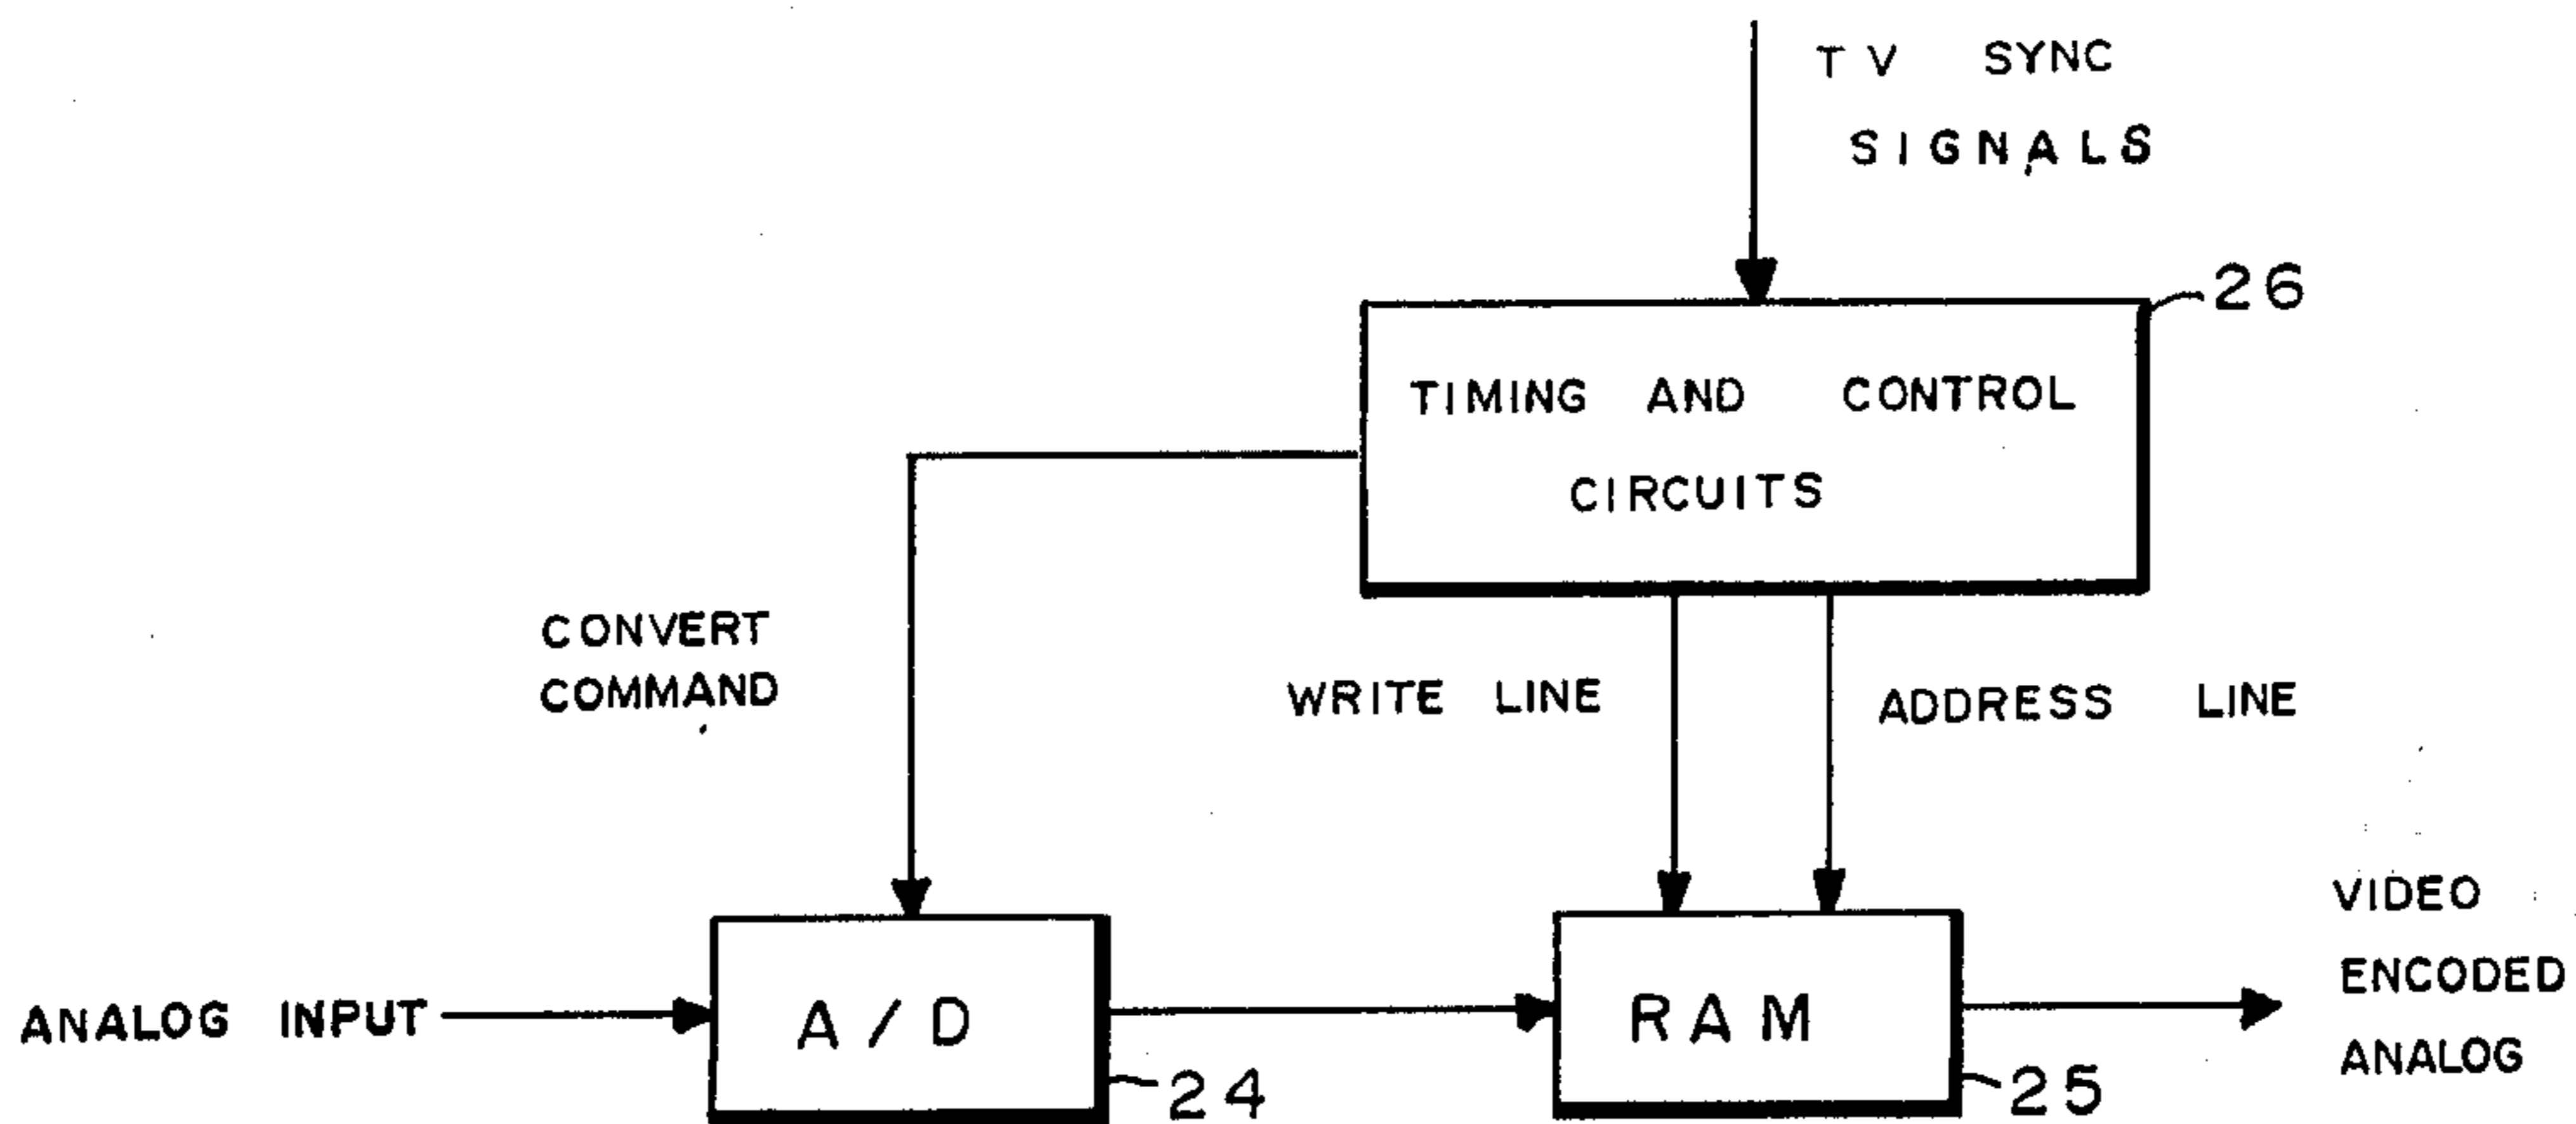 TV SYNC
SIGNALS
26
TIMING AND CONTROL
CIRCUITS
CONVERT
COMMAND
WRITE LINE
ADDRESS LINE
ANALOG INPUT
A/D
24
RAM
25
VIDEO
ENCODED
ANALOG